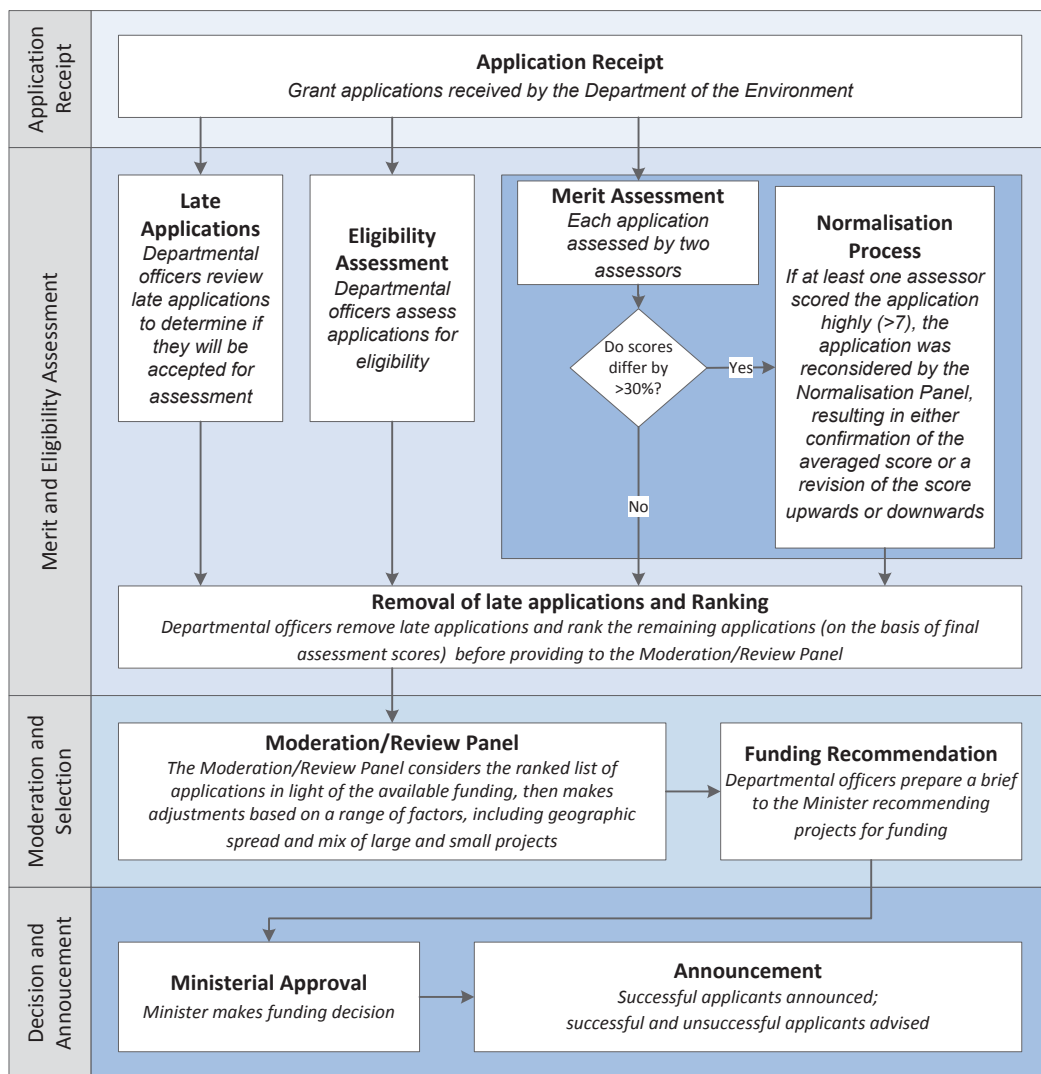 Application
Receipt
Application Receipt
Grant applications received by the Department of the Environment
Merit and Eligibility Assessment
Late
Applications
Departmental
officers review
late applications
to determine if
they will be
accepted for
assessment
Eligibility
Assessment
Departmental
officers assess
applications for
eligibility
Merit Assessment
Each application
assessed by two
assessors
Do scores
differ by
>30%?
Yes
No
Normalisation
Process
If at least one assessor
scored the application
highly (>7), the
application was
reconsidered by the
Normalisation Panel,
resulting in either
confirmation of the
averaged score or a
revision of the score
upwards or downwards
Removal of late applications and Ranking
Departmental officers remove late applications and rank the remaining applications (on the basis of final
assessment scores) before providing to the Moderation/Review Panel
Moderation and
Selection
Moderation/Review Panel
The Moderation/Review Panel considers the ranked list of
applications in light of the available funding, then makes
adjustments based on a range of factors, including geographic
spread and mix of large and small projects
Funding Recommendation
Departmental officers prepare a brief
to the Minister recommending
projects for funding
Decision and
Annoucement
Ministerial Approval
Minister makes funding decision
Announcement
Successful applicants announced;
successful and unsuccessful applicants advised